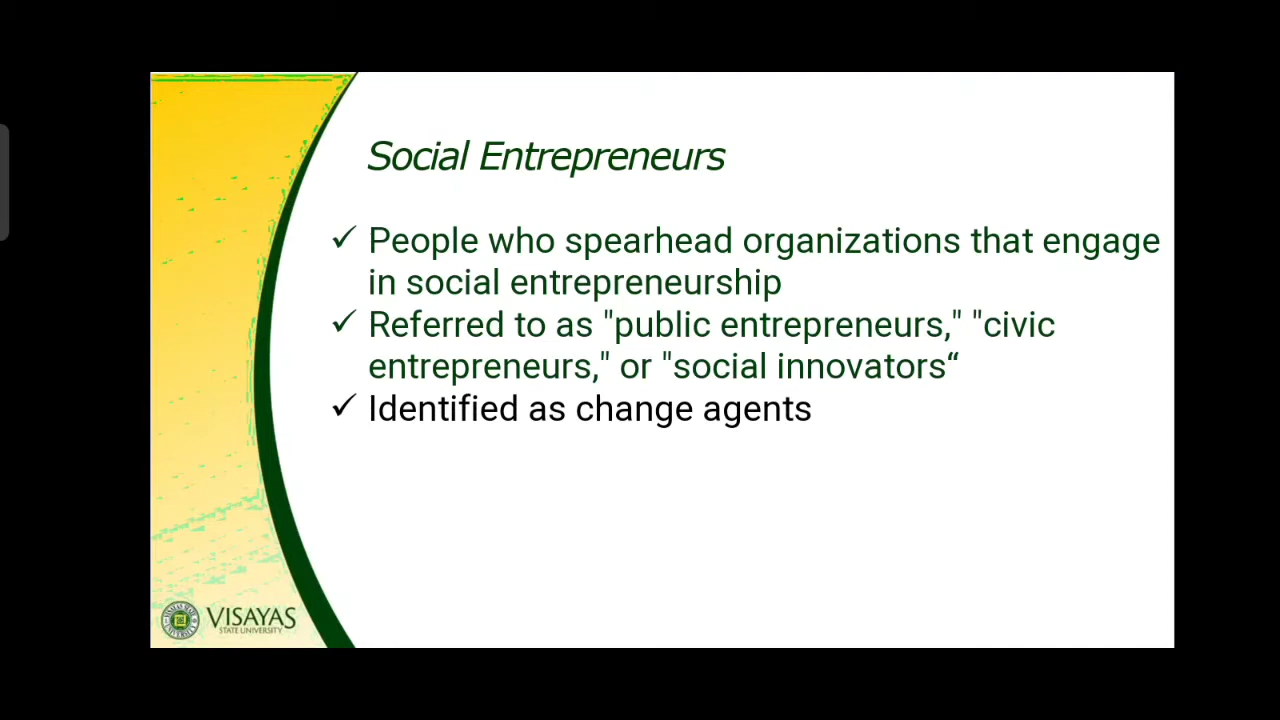 Social Entrepreneurs
✓ People who spearhead organizations that engage
in social entrepreneurship
✓ Referred to as "public entrepreneurs," "civic
entrepreneurs," or "social innovators“
✓ Identified as change agents
VISAYAS
STATE UNIVERSITY